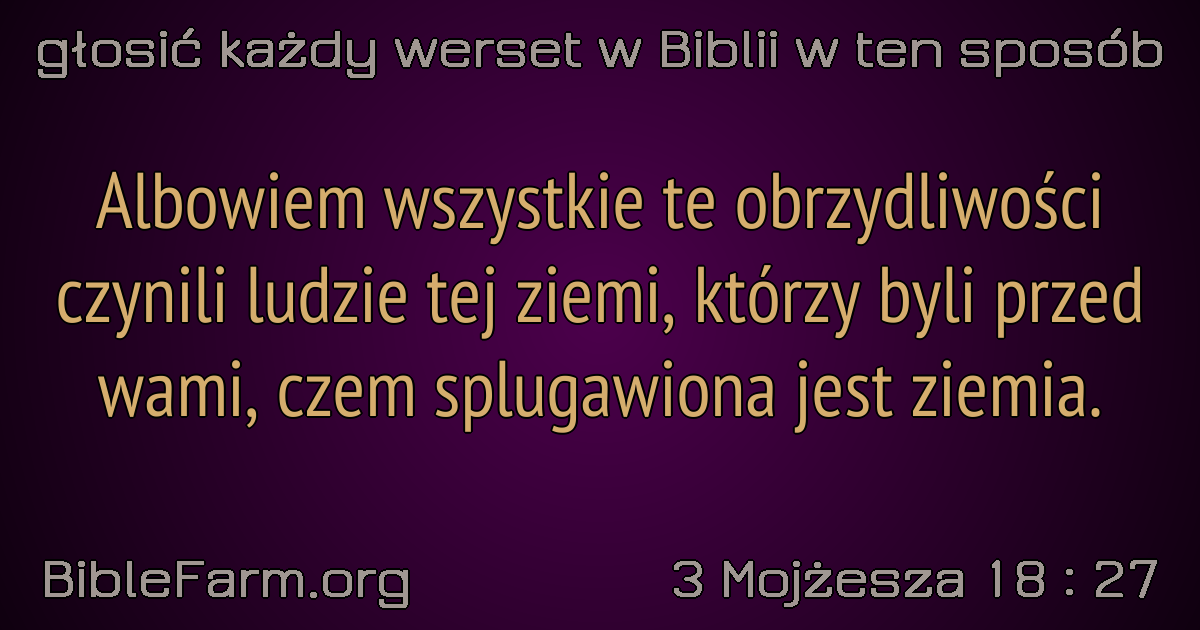 głosić każdy werset w Biblii w ten sposób
Albowiem wszystkie te obrzydliwości
czynili ludzie tej ziemi, którzy byli przed
wami, czem splugawiona jest ziemia.
BibleFarm.org
3 Mojżesza 18 : 27